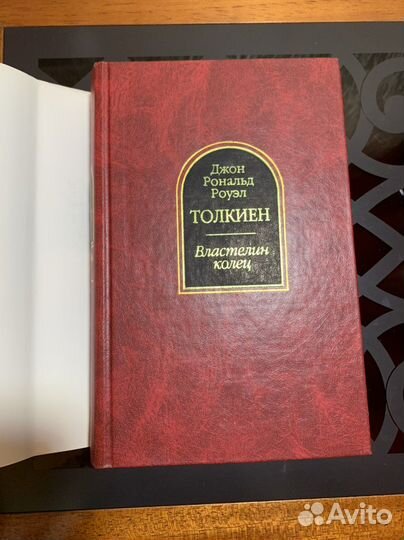 Джон
Рональд
Роуэл
ТОЛКИЕН
Властелин
колец
Avito